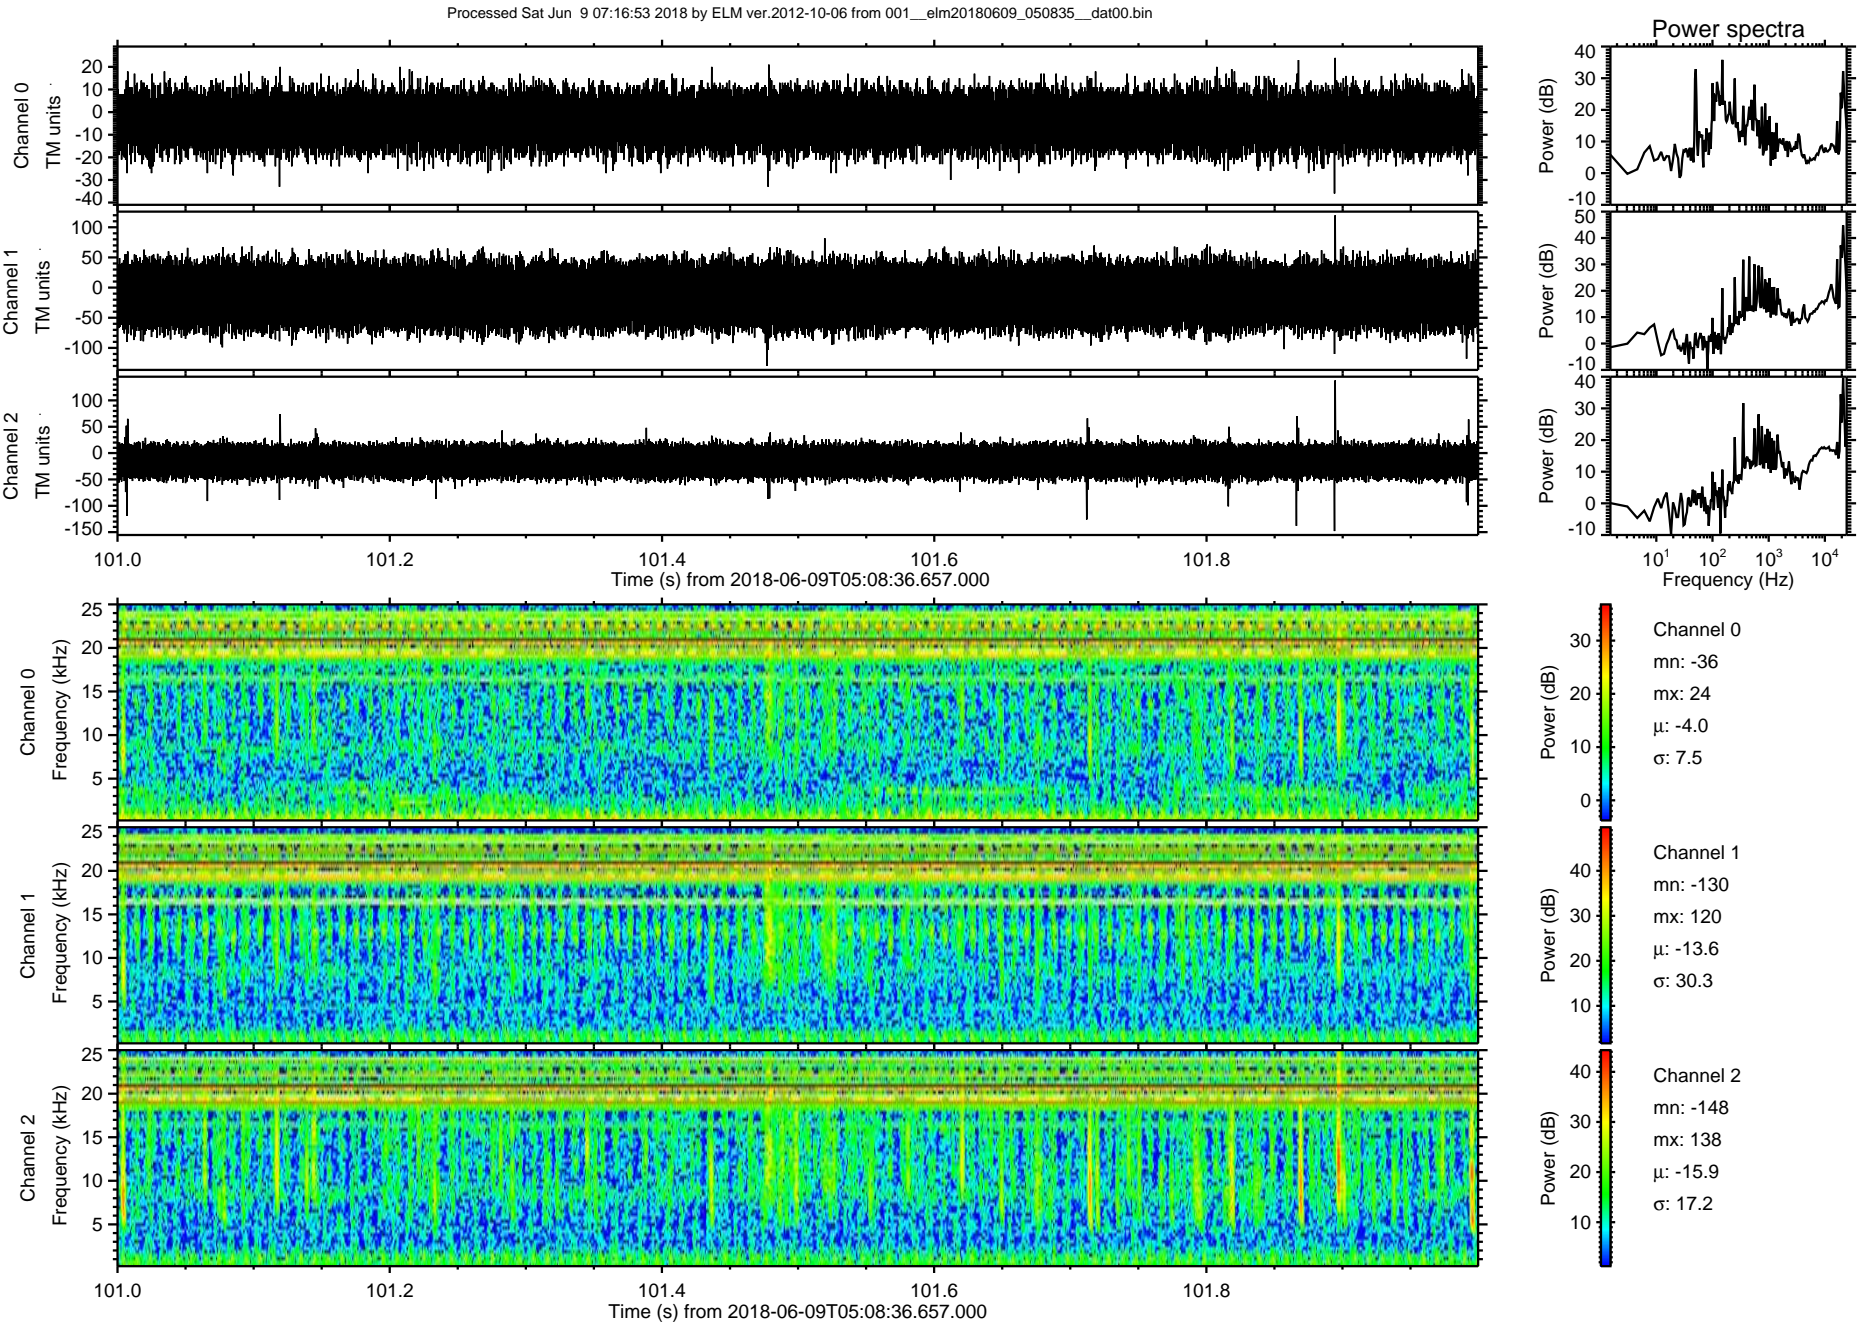 Processed Sat Jun  9 07:16:53 2018 by ELM ver.2012-10-06 from 001__elm20180609_050835__dat00.bin
Power spectra
Channel 0
TM units
20
10
0
-10
-20
-30
-40
Power (dB)
40
30
20
10
0
-10
Channel 1
TM units
100
50
0
-50
-100
Power (dB)
50
40
30
20
10
0
-10
Channel 2
TM units
100
50
0
-50
-100
-150
Power (dB)
40
30
20
10
0
-10
101.0 101.2 101.4 101.6 101.8
Time (s) from 2018-06-09T05:08:36.657.000
10¹ 10² 10³ 10⁴
Frequency (Hz)
Channel 0
Frequency (kHz)
25
20
15
10
5
Power (dB)
30
20
10
0
Channel 0
mn: -36
mx: 24
μ: -4.0
σ: 7.5
Channel 1
Frequency (kHz)
25
20
15
10
5
Power (dB)
40
30
20
10
Channel 1
mn: -130
mx: 120
μ: -13.6
σ: 30.3
Channel 2
Frequency (kHz)
25
20
15
10
5
Power (dB)
40
30
20
10
Channel 2
mn: -148
mx: 138
μ: -15.9
σ: 17.2
101.0 101.2 101.4 101.6 101.8
Time (s) from 2018-06-09T05:08:36.657.000